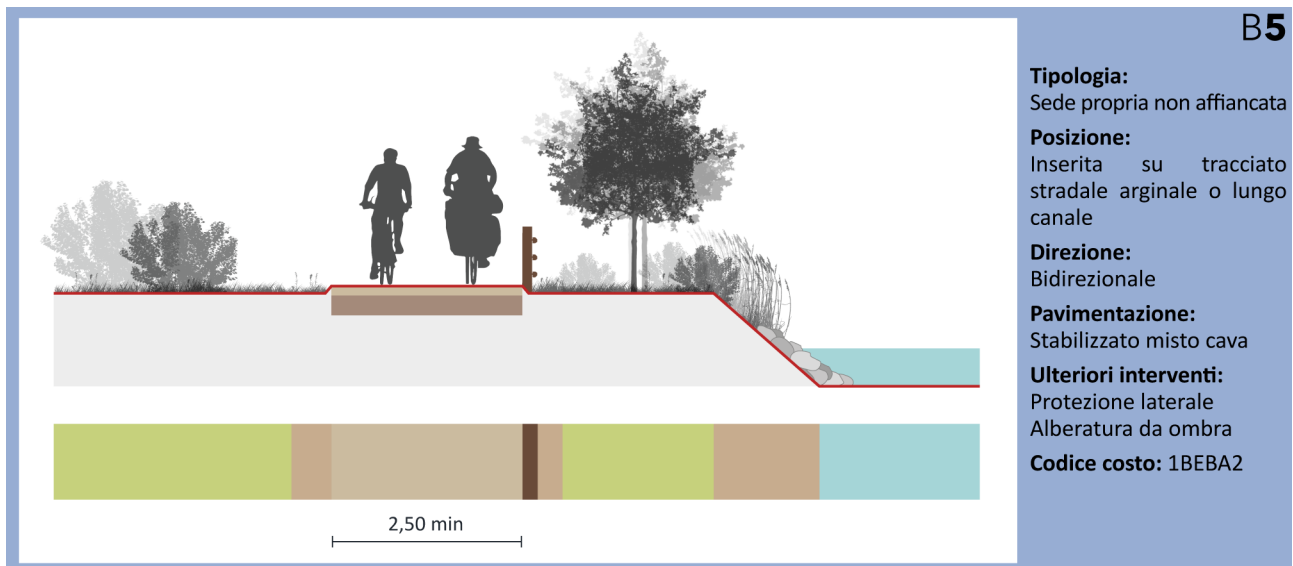 B5
Tipologia:
Sede propria non affiancata
Posizione:
Inserita su tracciato
stradale arginale o lungo
canale
Direzione:
Bidirezionale
Pavimentazione:
Stabilizzato misto cava
Ulteriori interventi:
Protezione laterale
Alberatura da ombra
Codice costo: 1BEBA2
2,50 min